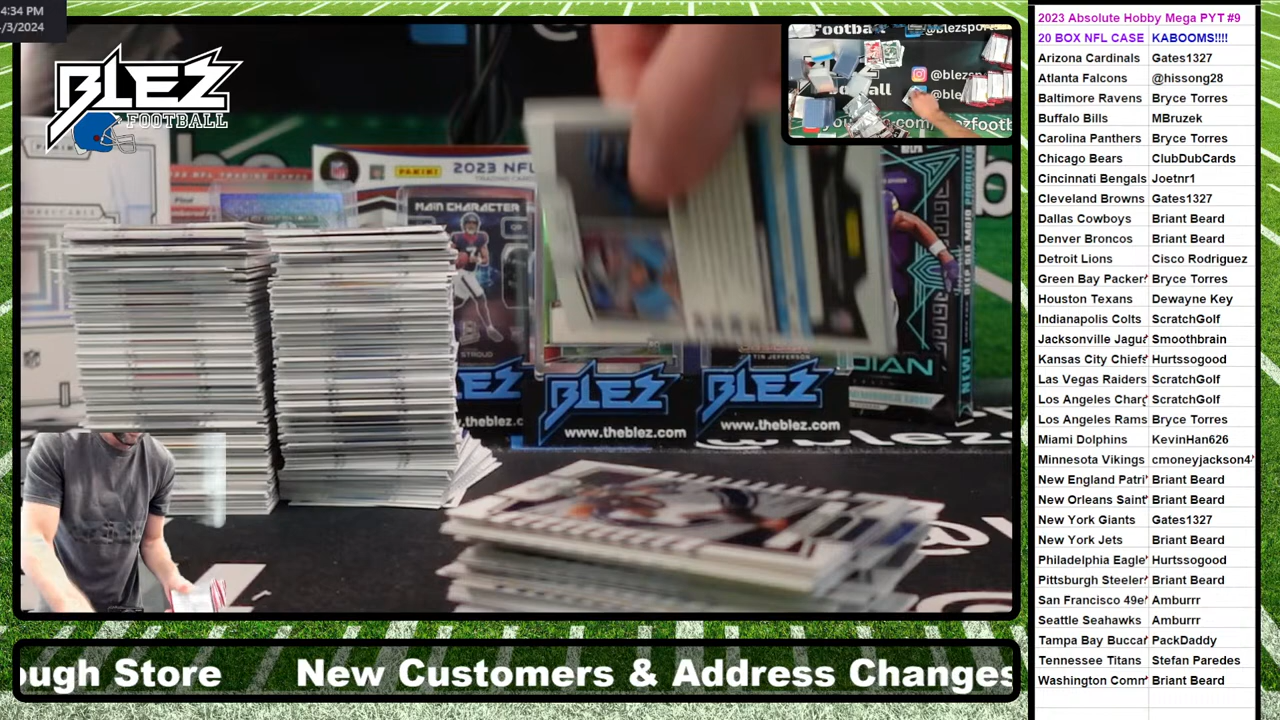 4:34 PM
/3/2024
BLEZ
FOOTBALL
PANINI
2023 NFL
TRADING CARDS
MAIN CHARACTER
STROUD
BLEZ
www.theblez.com
BLEZ
www.theblez.com
ough Store New Customers & Address Changes
2023 Absolute Hobby Mega PYT #9
20 BOX NFL CASE KABOOMS!!!!
Arizona Cardinals Gates1327
Atlanta Falcons @hissong28
Baltimore Ravens Bryce Torres
Buffalo Bills MBruzek
Carolina Panthers Bryce Torres
Chicago Bears ClubDubCards
Cincinnati Bengals Joetnr1
Cleveland Browns Gates1327
Dallas Cowboys Briant Beard
Denver Broncos Briant Beard
Detroit Lions Cisco Rodriguez
Green Bay Packer Bryce Torres
Houston Texans Dewayne Key
Indianapolis Colts ScratchGolf
Jacksonville Jagu Smoothbrain
Kansas City Chiefs Hurtssogood
Las Vegas Raiders ScratchGolf
Los Angeles Char ScratchGolf
Los Angeles Rams Bryce Torres
Miami Dolphins KevinHan626
Minnesota Vikings cmoneyjackson4
New England Patri Briant Beard
New Orleans Saint Briant Beard
New York Giants Gates1327
New York Jets Briant Beard
Philadelphia Eagle Hurtssogood
Pittsburgh Steeler Briant Beard
San Francisco 49e Amburrr
Seattle Seahawks Amburrr
Tampa Bay Buccar PackDaddy
Tennessee Titans Stefan Paredes
Washington Comm Briant Beard